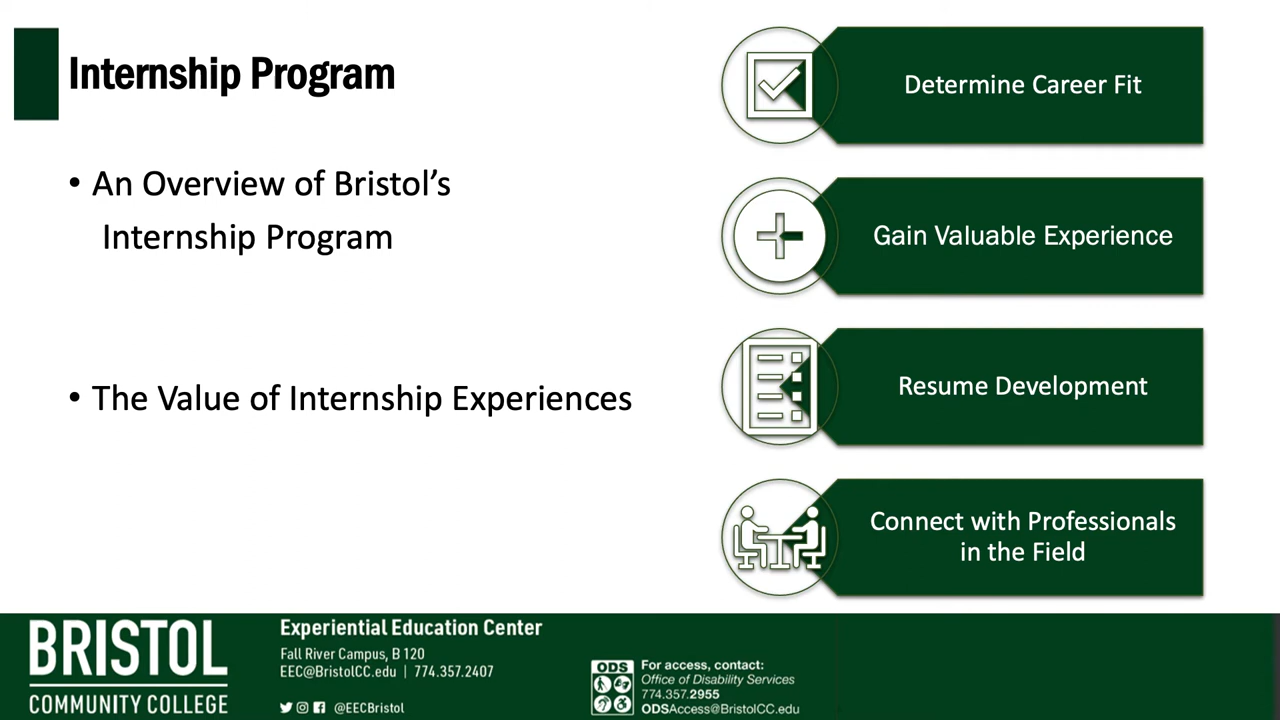 Internship Program
• An Overview of Bristol’s
Internship Program
• The Value of Internship Experiences
Determine Career Fit
Gain Valuable Experience
Resume Development
Connect with Professionals
in the Field
BRISTOL
COMMUNITY COLLEGE
Experiential Education Center
Fall River Campus, B 120
EEC@BristolCC.edu | 774.357.2407
@EECBristol
ODS
For access, contact:
Office of Disability Services
774.357.2955
ODSAccess@BristolCC.edu